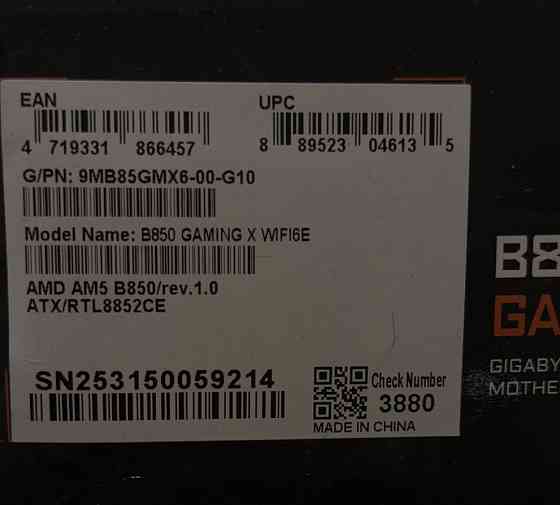 EAN
UPC
4 719331 866457
8 89523 04613 5
G/PN: 9MB85GMX6-00-G10
Model Name: B850 GAMING X WIFI6E
AMD AM5 B850/rev.1.0
ATX/RTL8852CE
SN253150059214
Check Number
3880
MADE IN CHINA
B8
GA
GIGABY
MOTHE